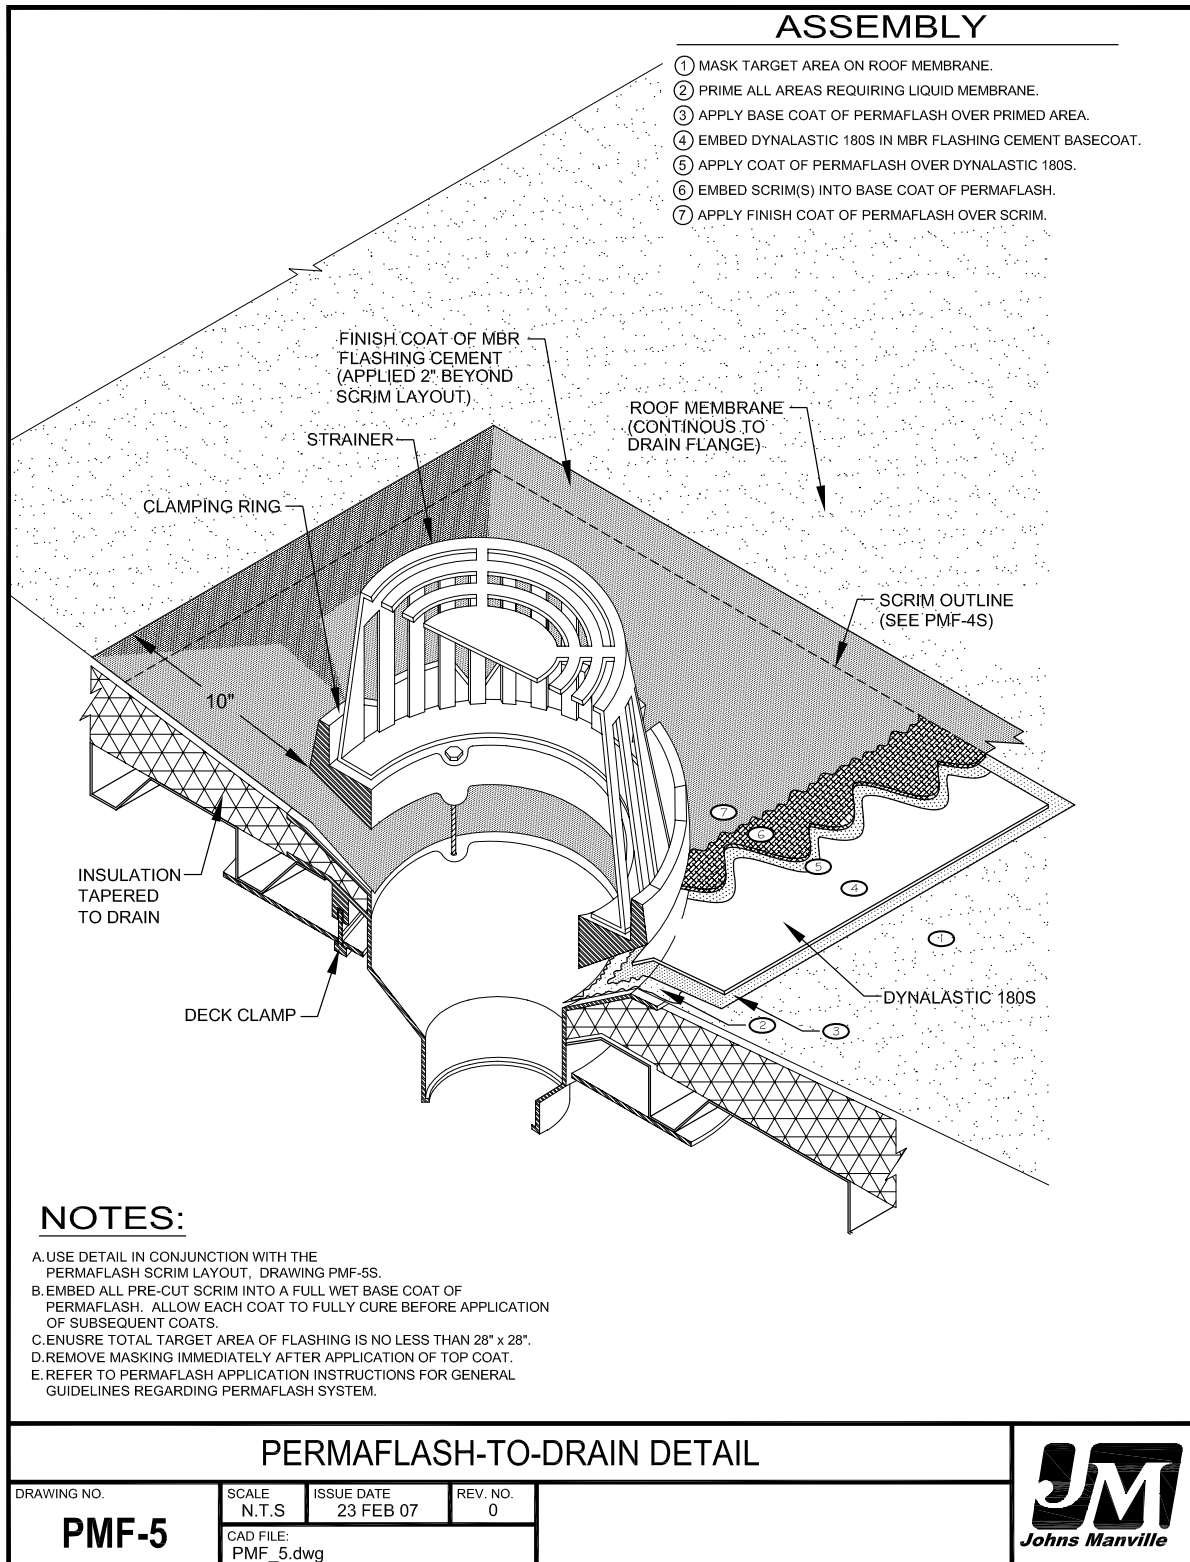 ASSEMBLY
1 MASK TARGET AREA ON ROOF MEMBRANE.
2 PRIME ALL AREAS REQUIRING LIQUID MEMBRANE.
3 APPLY BASE COAT OF PERMAFLASH OVER PRIMED AREA.
4 EMBED DYNALASTIC 180S IN MBR FLASHING CEMENT BASECOAT.
5 APPLY COAT OF PERMAFLASH OVER DYNALASTIC 180S.
6 EMBED SCRIM(S) INTO BASE COAT OF PERMAFLASH.
7 APPLY FINISH COAT OF PERMAFLASH OVER SCRIM.
FINISH COAT OF MBR
FLASHING CEMENT
(APPLIED 2" BEYOND
SCRIM LAYOUT)
ROOF MEMBRANE
(CONTINOUS TO
DRAIN FLANGE)
STRAINER
CLAMPING RING
SCRIM OUTLINE
(SEE PMF-4S)
10"
7
6
5
4
1
INSULATION
TAPERED
TO DRAIN
DYNALASTIC 180S
DECK CLAMP
2
3
NOTES:
A. USE DETAIL IN CONJUNCTION WITH THE
PERMAFLASH SCRIM LAYOUT, DRAWING PMF-5S.
B. EMBED ALL PRE-CUT SCRIM INTO A FULL WET BASE COAT OF
PERMAFLASH. ALLOW EACH COAT TO FULLY CURE BEFORE APPLICATION
OF SUBSEQUENT COATS.
C. ENUSRE TOTAL TARGET AREA OF FLASHING IS NO LESS THAN 28" x 28".
D. REMOVE MASKING IMMEDIATELY AFTER APPLICATION OF TOP COAT.
E. REFER TO PERMAFLASH APPLICATION INSTRUCTIONS FOR GENERAL
GUIDELINES REGARDING PERMAFLASH SYSTEM.
PERMAFLASH-TO-DRAIN DETAIL
DRAWING NO.
PMF-5
SCALE
N.T.S
ISSUE DATE
23 FEB 07
REV. NO.
0
CAD FILE:
PMF_5.dwg
JM
Johns Manville